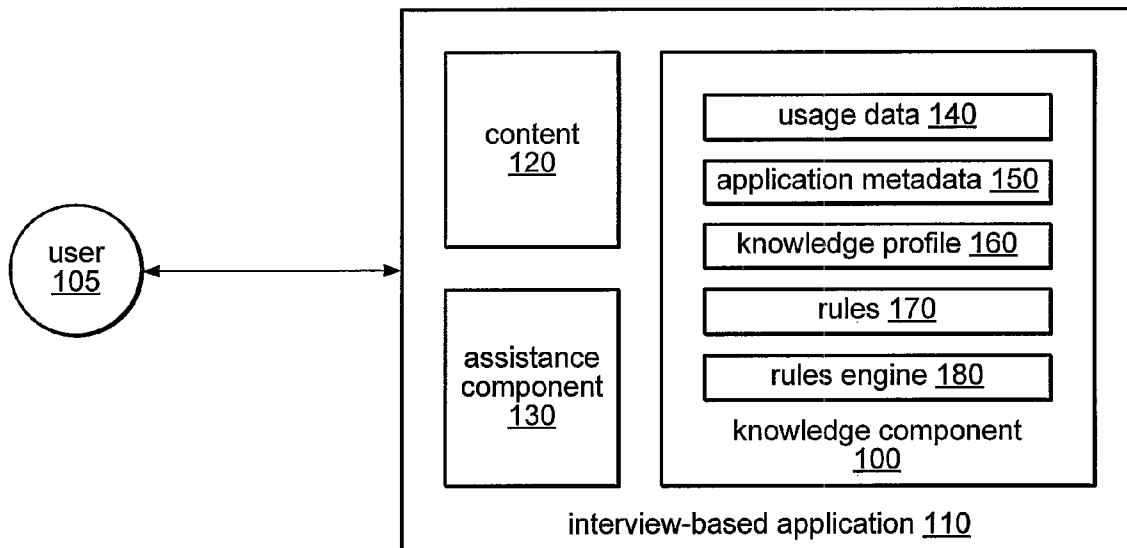 user
105
content
120
assistance
component
130
usage data 140
application metadata 150
knowledge profile 160
rules 170
rules engine 180
knowledge component
100
interview-based application 110